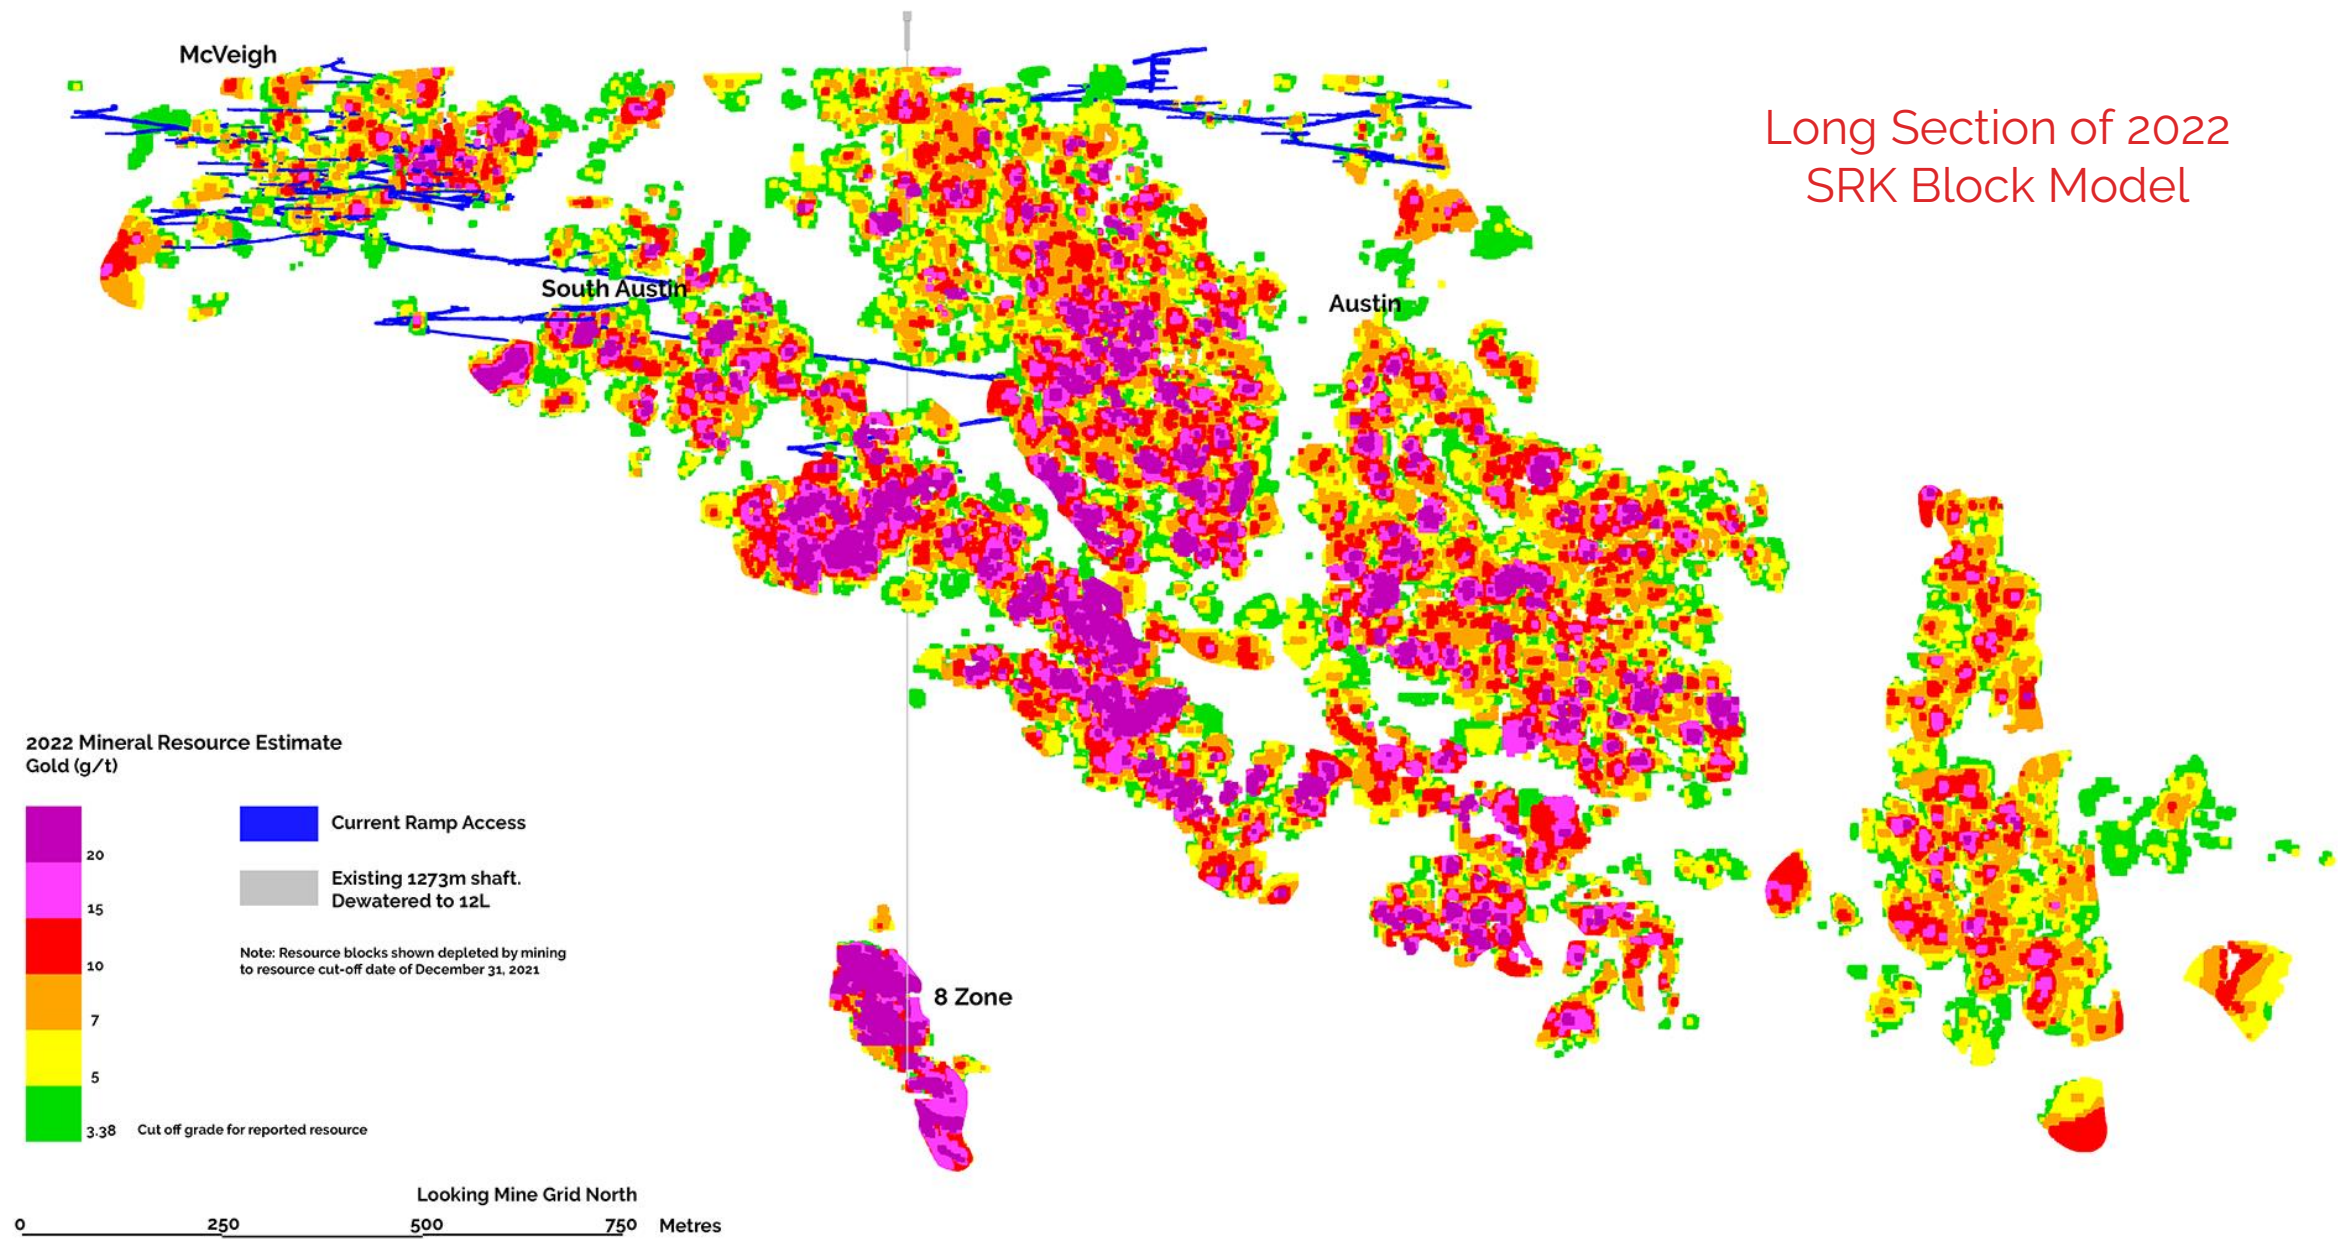 McVeigh
Long Section of 2022
SRK Block Model
South Austin
Austin
2022 Mineral Resource Estimate
Gold (g/t)
20
15
10
7
5
3.38 Cut off grade for reported resource
Current Ramp Access
Existing 1273m shaft.
Dewatered to 12L
Note: Resource blocks shown depleted by mining
to resource cut-off date of December 31, 2021
8 Zone
Looking Mine Grid North
0 250 500 750 Metres